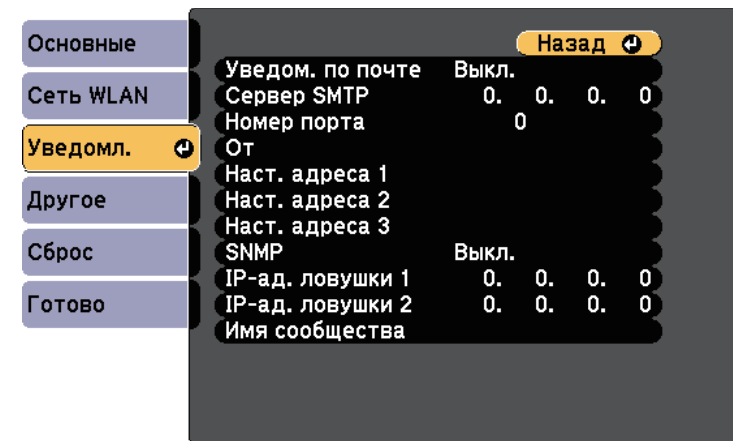 Основные
Сеть WLAN
Уведомл.
Другое
Сброс
Готово
Назад
Уведом. по почте Выкл.
Сервер SMTP 0. 0. 0. 0
Номер порта 0
От
Наст. адреса 1
Наст. адреса 2
Наст. адреса 3
SNMP Выкл.
IP-ад. ловушки 1 0. 0. 0. 0
IP-ад. ловушки 2 0. 0. 0. 0
Имя сообщества